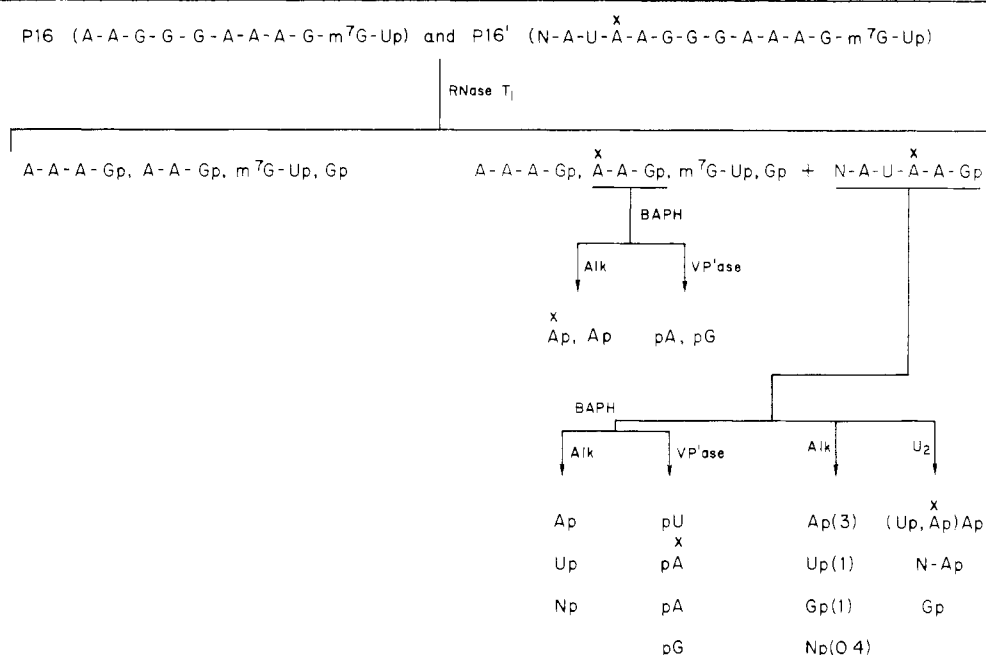 x
P16 (A-A-G-G-G-A-A-A-G-m⁷G-Up) and P16' (N-A-U-A-A-G-G-G-A-A-A-G-m⁷G-Up)
RNase T₁
x x
A-A-A-Gp, A-A-Gp, m⁷G-Up, Gp A-A-A-Gp, A-A-Gp, m⁷G-Up, Gp + N-A-U-A-A-Gp
BAPH
Alk VP'ase
x
Ap, Ap pA, pG
BAPH
Alk VP'ase Alk U₂
x
Ap pU Ap(3) (Up, Ap)Ap
x
Up pA Up(1) N-Ap
Np pA Gp(1) Gp
pG Np(0 4)